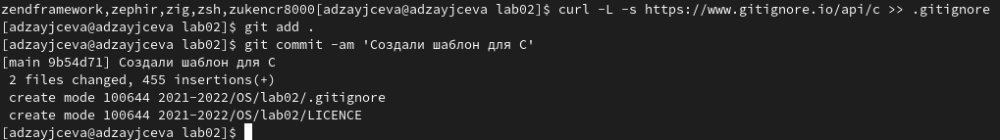 zendframework,zephir,zig,zsh,zukencr8000[adzayjceva@adzayjceva lab02]$ curl -L -s https://www.gitignore.io/api/c >> .gitignore
[adzayjceva@adzayjceva lab02]$ git add .
[adzayjceva@adzayjceva lab02]$ git commit -am 'Создали шаблон для C'
[main 9b54d71] Создали шаблон для C
 2 files changed, 455 insertions(+)
 create mode 100644 2021-2022/OS/lab02/.gitignore
 create mode 100644 2021-2022/OS/lab02/LICENCE
[adzayjceva@adzayjceva lab02]$